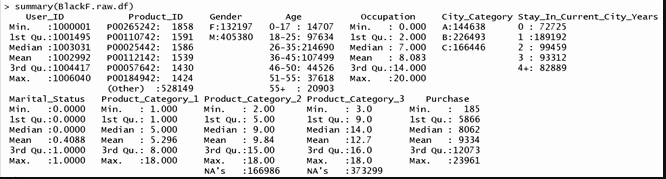 > summary(BlackF.raw.df)
User_ID Product_ID Gender Age Occupation City_Category Stay_In_Current_City_Years
Min. :1000001 P00265242: 1858 F:132197 0-17 : 14707 Min. : 0.000 A:144638 0 : 72725
1st Qu.:1001495 P00110742: 1591 M:405380 18-25: 97634 1st Qu.: 2.000 B:226493 1 :189192
Median :1003031 P00025442: 1586 26-35:214690 Median : 7.000 C:166446 2 : 99459
Mean :1002992 P00112142: 1539 36-45:107499 Mean : 8.083 3 : 93312
3rd Qu.:1004417 P00057642: 1430 46-50: 44526 3rd Qu.:14.000 4+: 82889
Max. :1006040 P00184942: 1424 51-55: 37618 Max. :20.000
(Other) :528149 55+ : 20903
Marital_Status Product_Category_1 Product_Category_2 Product_Category_3 Purchase
Min. :0.0000 Min. : 1.000 Min. : 2.00 Min. : 3.0 Min. : 185
1st Qu.:0.0000 1st Qu.: 1.000 1st Qu.: 5.00 1st Qu.: 9.0 1st Qu.: 5866
Median :0.0000 Median : 5.000 Median : 9.00 Median :14.0 Median : 8062
Mean :0.4088 Mean : 5.296 Mean : 9.84 Mean :12.7 Mean : 9334
3rd Qu.:1.0000 3rd Qu.: 8.000 3rd Qu.:15.00 3rd Qu.:16.0 3rd Qu.:12073
Max. :1.0000 Max. :18.000 Max. :18.00 Max. :18.0 Max. :23961
NA's :166986 NA's :373299